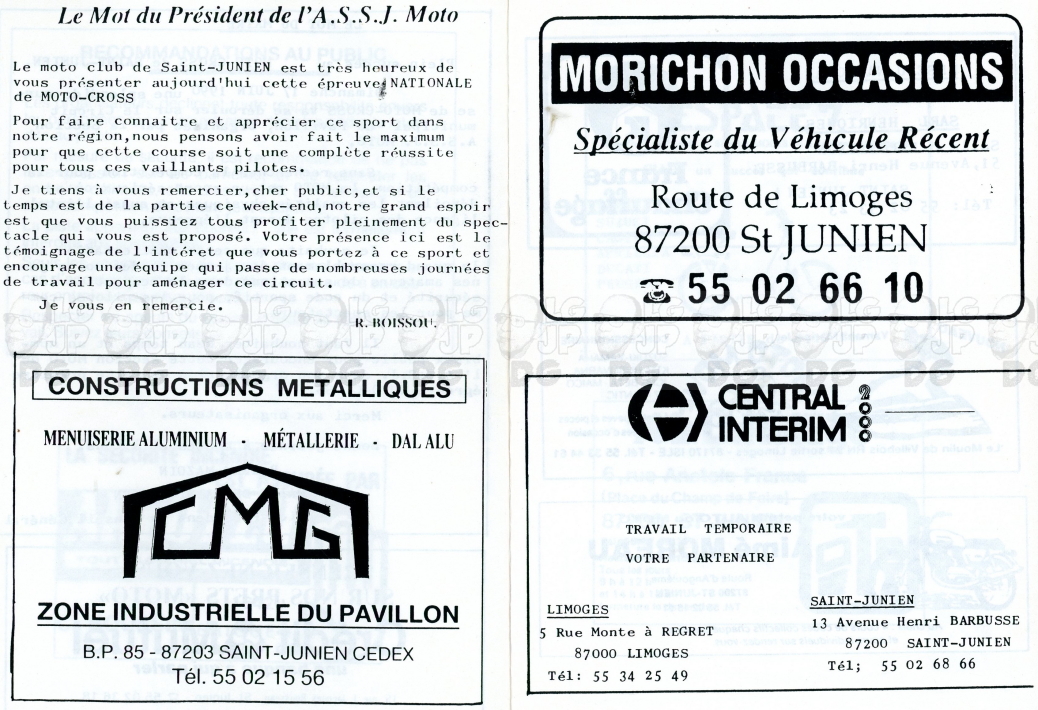 Le Mot du Président de l'A.S.S.J. Moto
Le moto club de Saint-JUNIEN est très heureux de
vous présenter aujourd'hui cette épreuve NATIONALE
de MOTO-CROSS
Pour faire connaitre et apprécier ce sport dans
notre région,nous pensons avoir fait le maximum
pour que cette course soit une complète réussite
pour tous ces vaillants pilotes.
Je tiens à vous remercier,cher public,et si le
temps est de la partie ce week-end,notre grand espoir
est que vous puissiez tous profiter pleinement du spec-
tacle qui vous est proposé. Votre présence ici est le
témoignage de l'intéret que vous portez à ce sport et
encourage une équipe qui passe de nombreuses journées
de travail pour aménager ce circuit.
Je vous en remercie.
R. BOISSOU.
CONSTRUCTIONS METALLIQUES
MENUISERIE ALUMINIUM - MÉTALLERIE - DAL ALU
CMG
ZONE INDUSTRIELLE DU PAVILLON
B.P. 85 - 87203 SAINT-JUNIEN CEDEX
Tél. 55 02 15 56
MORICHON OCCASIONS
Spécialiste du Véhicule Récent
Route de Limoges
87200 St JUNIEN
☎ 55 02 66 10
CENTRAL
INTERIM
2000
TRAVAIL TEMPORAIRE
VOTRE PARTENAIRE
LIMOGES
5 Rue Monte à REGRET
87000 LIMOGES
Tél: 55 34 25 49
SAINT-JUNIEN
13 Avenue Henri BARBUSSE
87200 SAINT-JUNIEN
Tél; 55 02 68 66